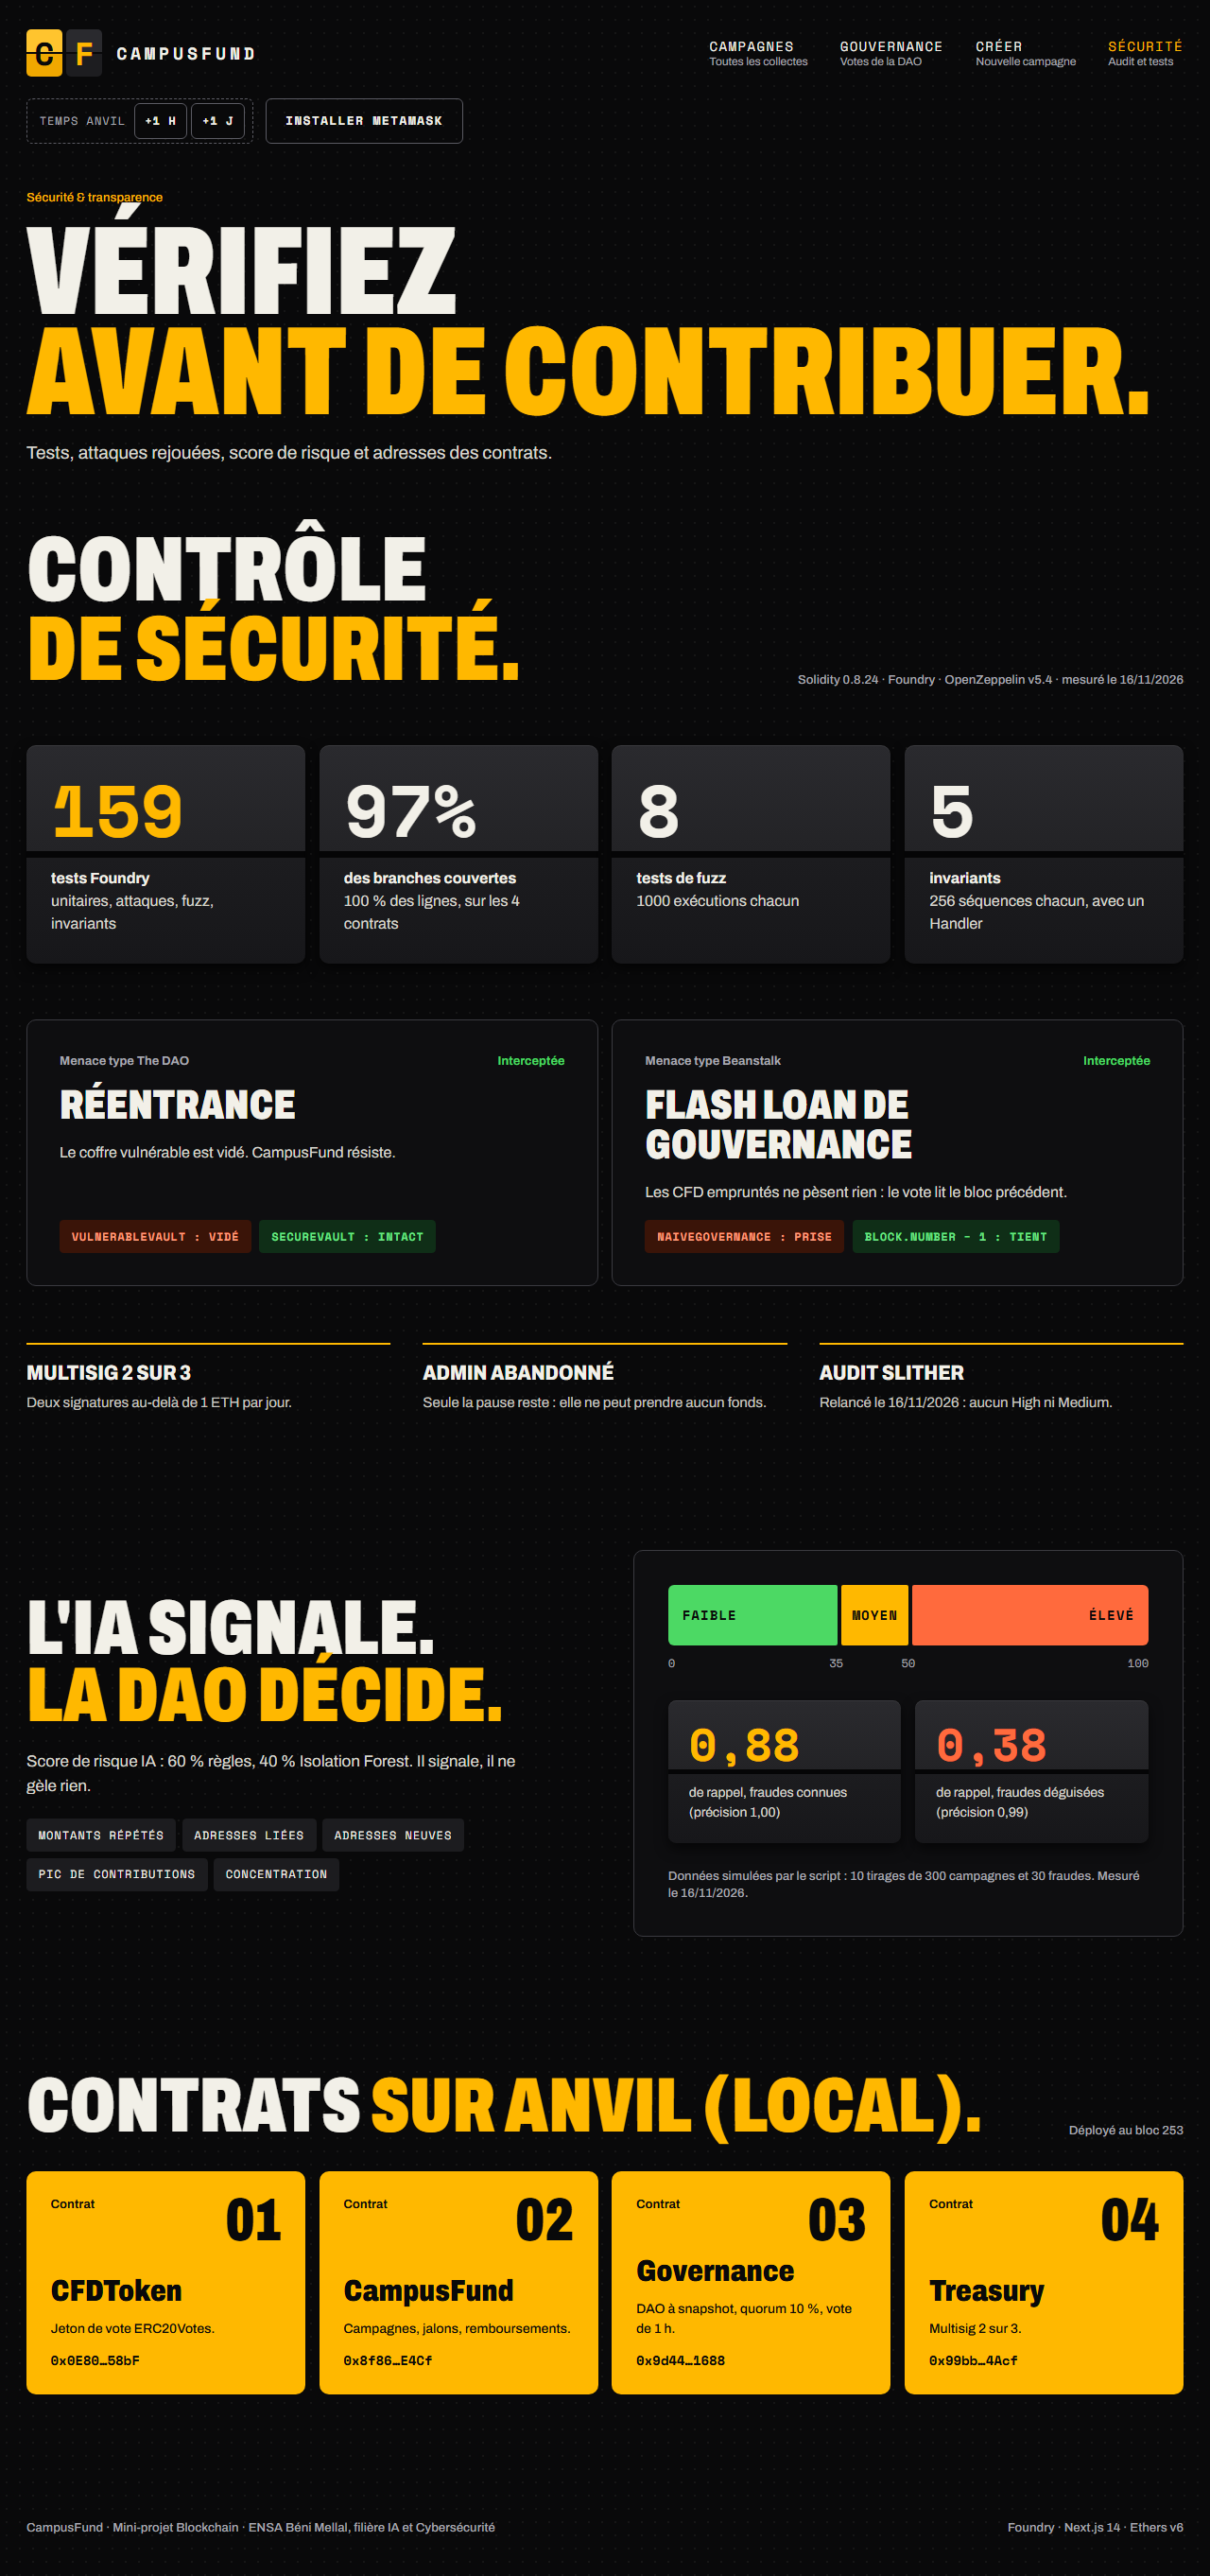 CF CAMPUSFUND
CAMPAGNES
Toutes les collectes
GOUVERNANCE
Votes de la DAO
CRÉER
Nouvelle campagne
SÉCURITÉ
Audit et tests
TEMPS ANVIL +1 H +1 J INSTALLER METAMASK
Sécurité & transparence
VÉRIFIEZ
AVANT DE CONTRIBUER.
Tests, attaques rejouées, score de risque et adresses des contrats.
CONTRÔLE
DE SÉCURITÉ.
Solidity 0.8.24 · Foundry · OpenZeppelin v5.4 · mesuré le 16/11/2026
159
tests Foundry
unitaires, attaques, fuzz,
invariants
97%
des branches couvertes
100 % des lignes, sur les 4
contrats
8
tests de fuzz
1000 exécutions chacun
5
invariants
256 séquences chacun, avec un
Handler
Menace type The DAO
Interceptée
RÉENTRANCE
Le coffre vulnérable est vidé. CampusFund résiste.
VULNERABLEVAULT : VIDÉ
SECUREVAULT : INTACT
Menace type Beanstalk
Interceptée
FLASH LOAN DE
GOUVERNANCE
Les CFD empruntés ne pèsent rien : le vote lit le bloc précédent.
NAIVEGOVERNANCE : PRISE
BLOCK.NUMBER − 1 : TIENT
MULTISIG 2 SUR 3
Deux signatures au-delà de 1 ETH par jour.
ADMIN ABANDONNÉ
Seule la pause reste : elle ne peut prendre aucun fonds.
AUDIT SLITHER
Relancé le 16/11/2026 : aucun High ni Medium.
L'IA SIGNALE.
LA DAO DÉCIDE.
Score de risque IA : 60 % règles, 40 % Isolation Forest. Il signale, il ne
gèle rien.
MONTANTS RÉPÉTÉS
ADRESSES LIÉES
ADRESSES NEUVES
PIC DE CONTRIBUTIONS
CONCENTRATION
FAIBLE
MOYEN
ÉLEVÉ
0 35 50 100
0,88
de rappel, fraudes connues
(précision 1,00)
0,38
de rappel, fraudes déguisées
(précision 0,99)
Données simulées par le script : 10 tirages de 300 campagnes et 30 fraudes. Mesuré
le 16/11/2026.
CONTRATS SUR ANVIL (LOCAL).
Déployé au bloc 253
Contrat
01
CFDToken
Jeton de vote ERC20Votes.
0x0E80…58bF
Contrat
02
CampusFund
Campagnes, jalons, remboursements.
0x8f86…E4Cf
Contrat
03
Governance
DAO à snapshot, quorum 10 %, vote
de 1 h.
0x9d44…1688
Contrat
04
Treasury
Multisig 2 sur 3.
0x99bb…4Acf
CampusFund · Mini-projet Blockchain · ENSA Béni Mellal, filière IA et Cybersécurité
Foundry · Next.js 14 · Ethers v6